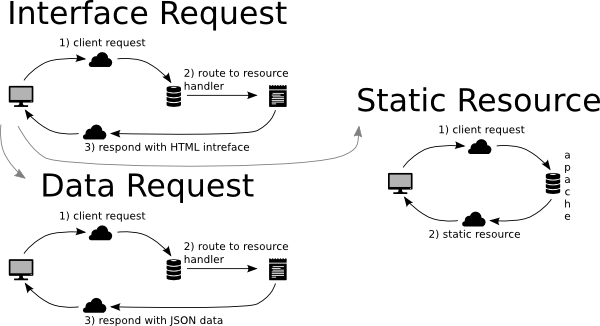 Interface Request
1) client request
2) route to resource
handler
3) respond with HTML intreface
Static Resource
1) client request
a
p
a
c
h
e
2) static resource
Data Request
1) client request
2) route to resource
handler
3) respond with JSON data